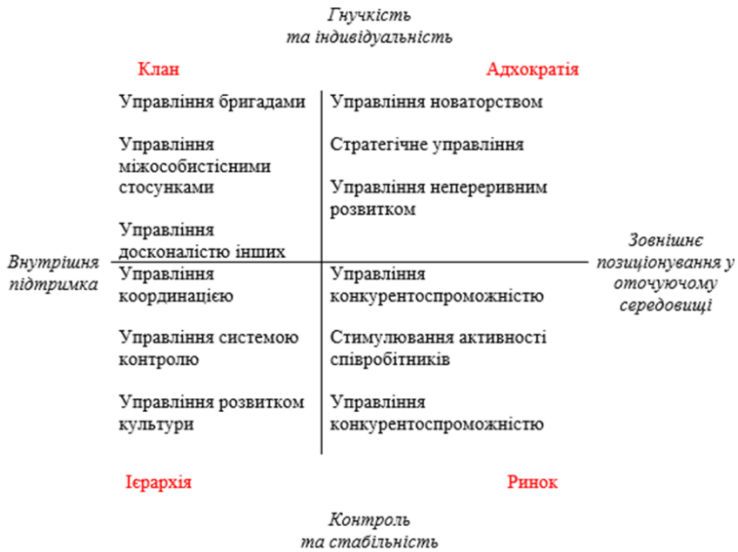 Гнучкість
та індивідуальність
Клан
Адхократія
Управління бригадами
Управління
міжособистісними
стосунками
Управління
досконалістю інших
Управління новаторством
Стратегічне управління
Управління непереривним
розвитком
Внутрішня
підтримка
Зовнішнє
позиціонування у
оточуючому
середовищі
Управління
координацією
Управління системою
контролю
Управління розвитком
культури
Управління
конкурентоспроможністю
Стимулювання активності
співробітників
Управління
конкурентоспроможністю
Ієрархія
Ринок
Контроль
та стабільність